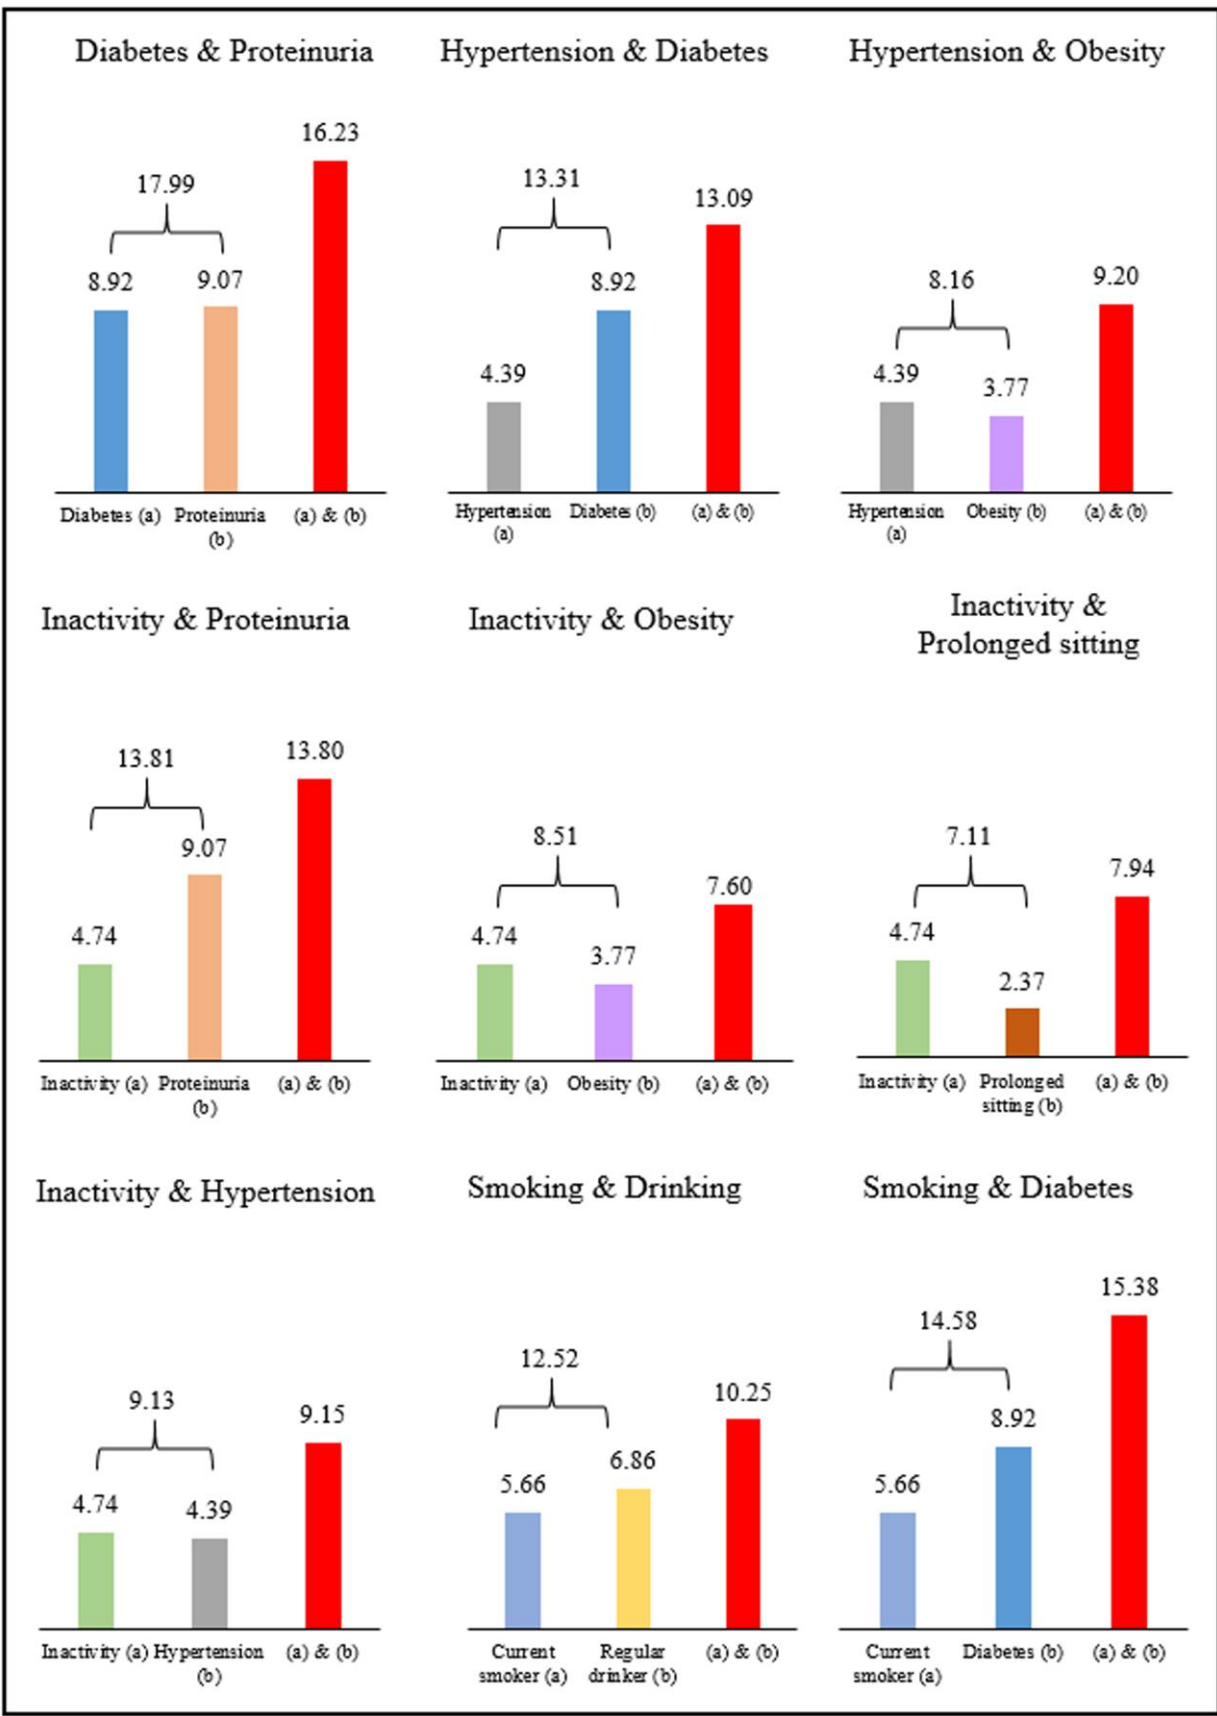 Diabetes & Proteinuria
16.23
17.99
8.92
9.07
Diabetes (a)
Proteinuria
(b)
(a) & (b)
Hypertension & Diabetes
13.31
13.09
8.92
4.39
Hypertension
(a)
Diabetes (b)
(a) & (b)
Hypertension & Obesity
8.16
9.20
4.39
3.77
Hypertension
(a)
Obesity (b)
(a) & (b)
Inactivity & Proteinuria
13.81
13.80
9.07
4.74
Inactivity (a)
Proteinuria
(b)
(a) & (b)
Inactivity & Obesity
8.51
7.60
4.74
3.77
Inactivity (a)
Obesity (b)
(a) & (b)
Inactivity &
Prolonged sitting
7.11
7.94
4.74
2.37
Inactivity (a)
Prolonged
sitting (b)
(a) & (b)
Inactivity & Hypertension
9.13
9.15
4.74
4.39
Inactivity (a)
Hypertension
(b)
(a) & (b)
Smoking & Drinking
12.52
10.25
5.66
6.86
Current
smoker (a)
Regular
drinker (b)
(a) & (b)
Smoking & Diabetes
15.38
14.58
8.92
5.66
Current
smoker (a)
Diabetes (b)
(a) & (b)